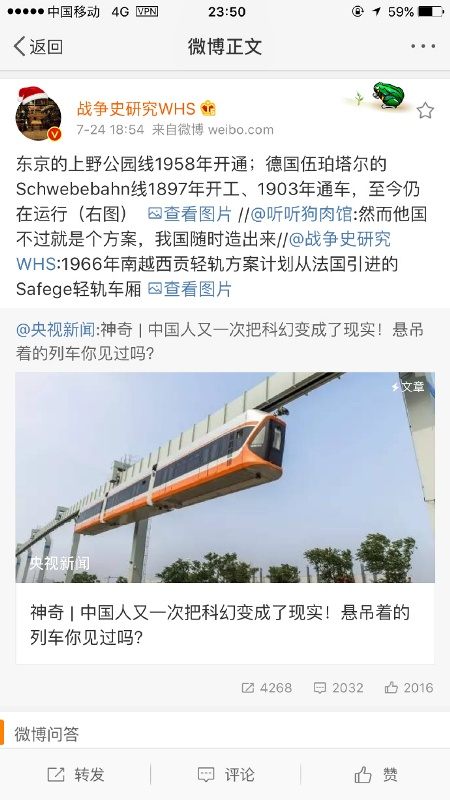 中国移动 4G VPN 23:50 59%
返回 微博正文
战争史研究WHS
7-24 18:54 来自微博 weibo.com
东京的上野公园线1958年开通；德国伍珀塔尔的
Schwebebahn线1897年开工、1903年通车，至今仍
在运行（右图） 查看图片 //@听听狗肉馆:然而他国
不过就是个方案，我国随时造出来//@战争史研究
WHS:1966年南越西贡轻轨方案计划从法国引进的
Safege轻轨车厢 查看图片
@央视新闻:神奇 | 中国人又一次把科幻变成了现实！悬吊
着的列车你见过吗?
文章
央视新闻
神奇 | 中国人又一次把科幻变成了现实！悬吊着的
列车你见过吗?
4268 2032 2016
微博问答
转发 评论 赞